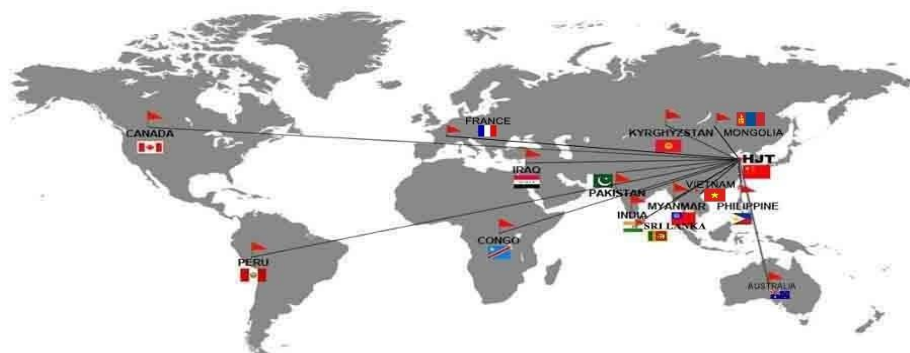 FRANCE
CANADA
KYRGHYZSTAN
MONGOLIA
HJT
IRAQ
PAKISTAN
VIETNAM
MYANMAR
PHILIPPINE
INDIA
SRI LANKA
CONGO
PERU
AUSTRALIA